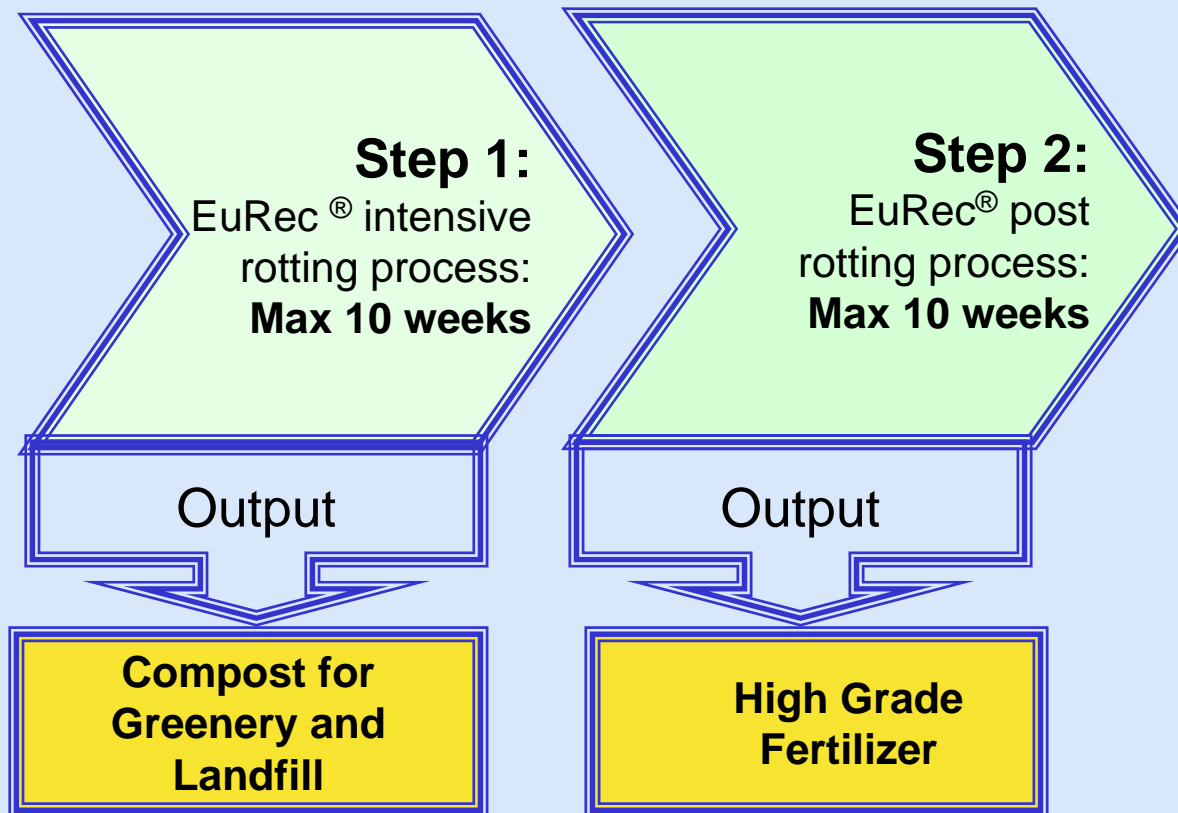 Step 1:
EuRec ® intensive
rotting process:
Max 10 weeks
Output
Compost for
Greenery and
Landfill
Step 2:
EuRec® post
rotting process:
Max 10 weeks
Output
High Grade
Fertilizer